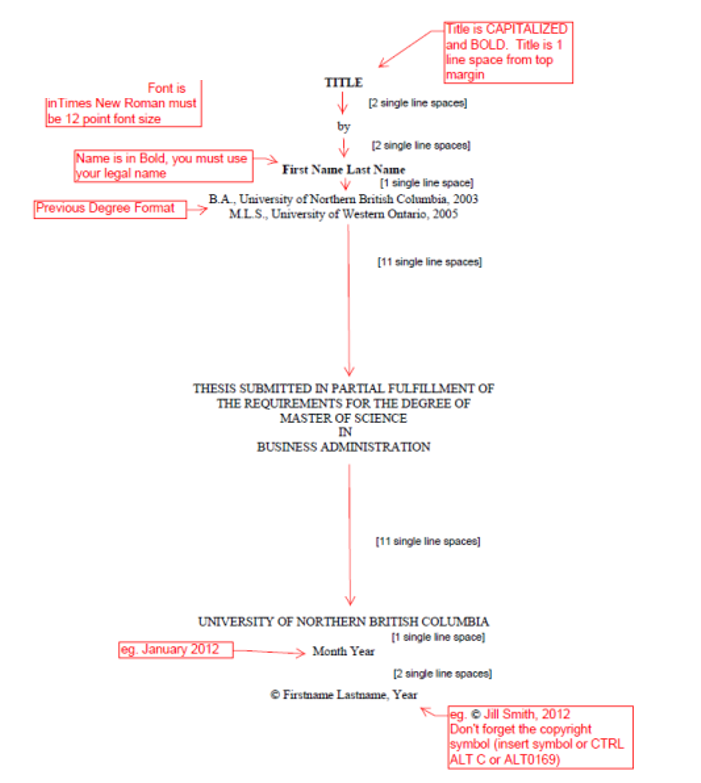 Title is CAPITALIZED
and BOLD. Title is 1
line space from top
margin
TITLE
Font is
inTimes New Roman must
be 12 point font size
[2 single line spaces]
by
[2 single line spaces]
Name is in Bold, you must use
your legal name
First Name Last Name
[1 single line space]
Previous Degree Format
B.A., University of Northern British Columbia, 2003
M.L.S., University of Western Ontario, 2005
[11 single line spaces]
THESIS SUBMITTED IN PARTIAL FULFILLMENT OF
THE REQUIREMENTS FOR THE DEGREE OF
MASTER OF SCIENCE
IN
BUSINESS ADMINISTRATION
[11 single line spaces]
UNIVERSITY OF NORTHERN BRITISH COLUMBIA
[1 single line space]
eg. January 2012
Month Year
[2 single line spaces]
© Firstname Lastname, Year
eg. © Jill Smith, 2012
Don't forget the copyright
symbol (insert symbol or CTRL
ALT C or ALT0169)